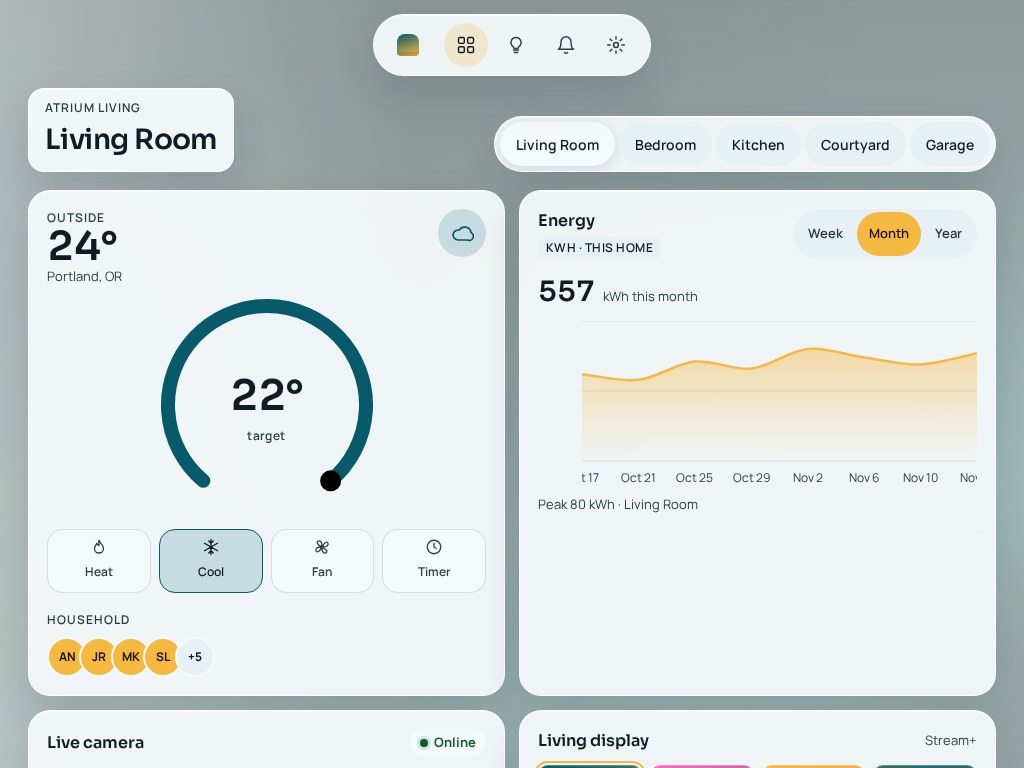 ATRIUM LIVING
Living Room
Living Room Bedroom Kitchen Courtyard Garage
OUTSIDE
24°
Portland, OR
22°
target
Heat Cool Fan Timer
HOUSEHOLD
AN JR MK SL +5
Energy
KWH · THIS HOME
Week Month Year
557 kWh this month
t 17 Oct 21 Oct 25 Oct 29 Nov 2 Nov 6 Nov 10 Nov
Peak 80 kWh · Living Room
Live camera
Online
Living display
Stream+